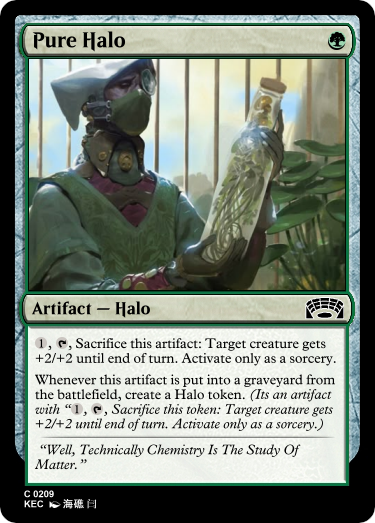 Pure Halo
Artifact — Halo
1, T, Sacrifice this artifact: Target creature gets
+2/+2 until end of turn. Activate only as a sorcery.
Whenever this artifact is put into a graveyard from
the battlefield, create a Halo token. (Its an artifact
with “1, T, Sacrifice this token: Target creature gets
+2/+2 until end of turn. Activate only as a sorcery.)
“Well, Technically Chemistry Is The Study Of
Matter.”
C 0209
KEC 海礁 闫